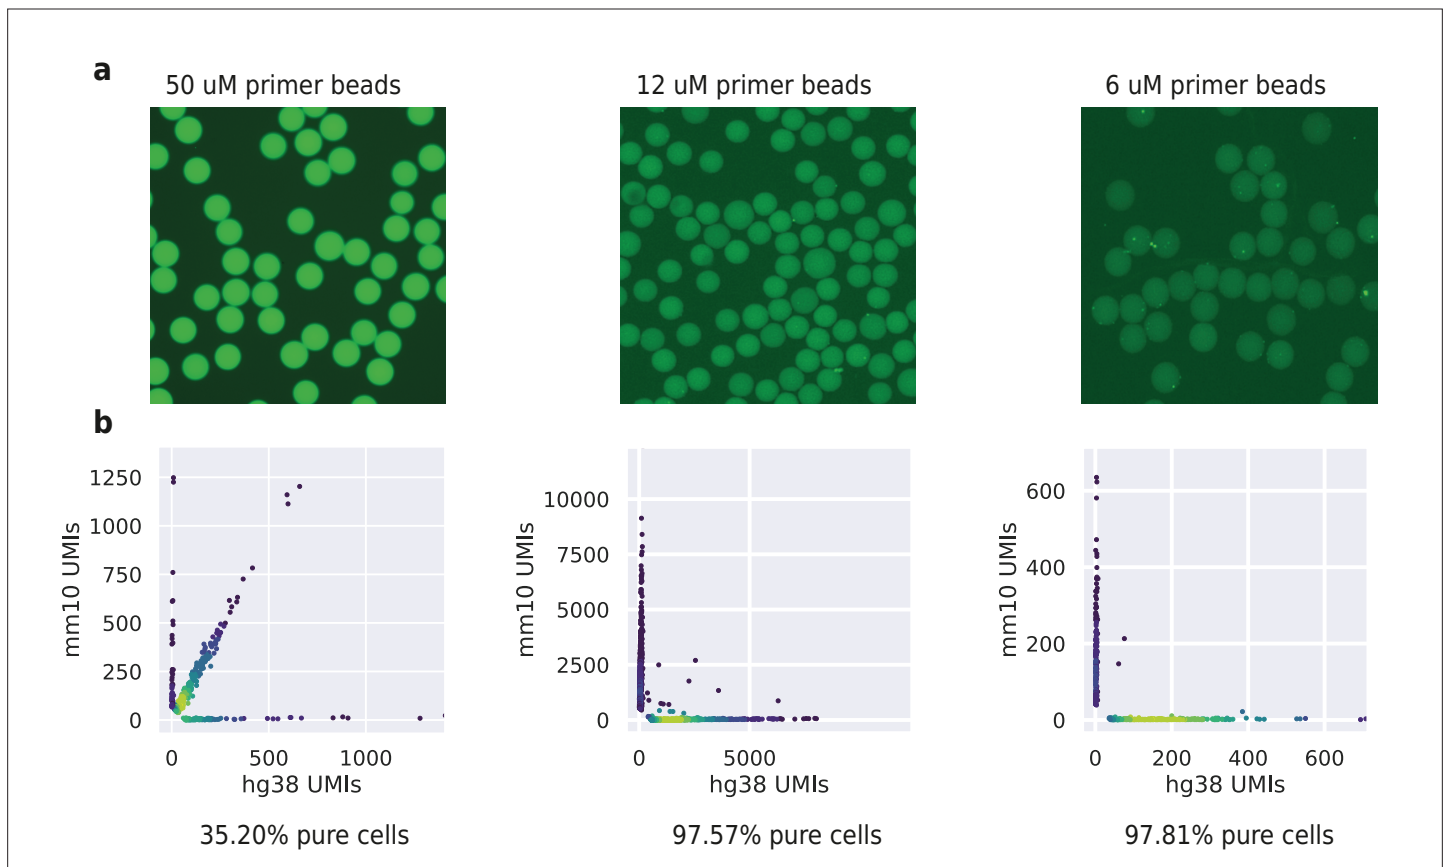 a
50 uM primer beads
12 uM primer beads
6 uM primer beads
b
mm10 UMIs
1250
1000
750
500
250
0
0
500
1000
hg38 UMIs
35.20% pure cells
mm10 UMIs
10000
7500
5000
2500
0
0
5000
hg38 UMIs
97.57% pure cells
mm10 UMIs
600
400
200
0
0
200
400
600
hg38 UMIs
97.81% pure cells